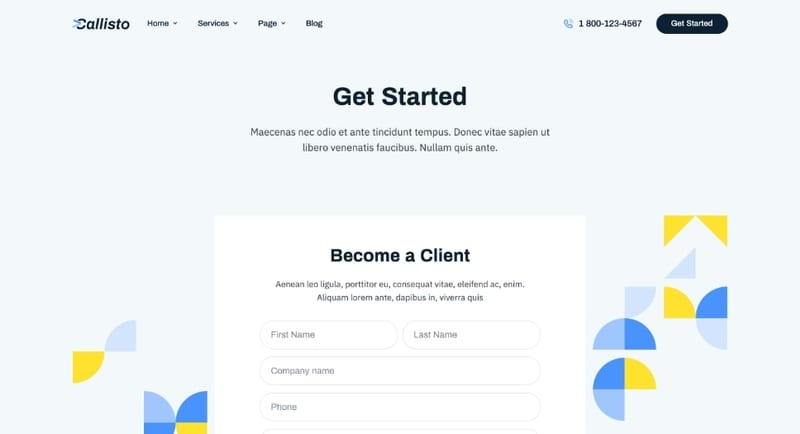 Callisto
Home Services Page Blog
1 800-123-4567
Get Started
Get Started
Maecenas nec odio et ante tincidunt tempus. Donec vitae sapien ut
libero venenatis faucibus. Nullam quis ante.
Become a Client
Aenean leo ligula, porttitor eu, consequat vitae, eleifend ac, enim.
Aliquam lorem ante, dapibus in, viverra quis
First Name Last Name
Company name
Phone